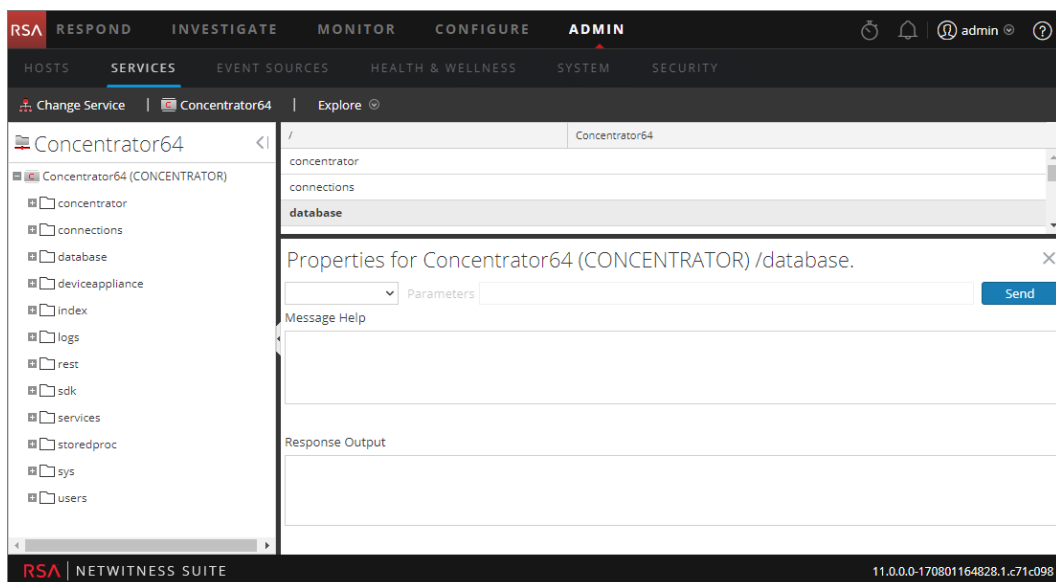 RSA RESPOND INVESTIGATE MONITOR CONFIGURE ADMIN admin ?
HOSTS SERVICES EVENT SOURCES HEALTH & WELLNESS SYSTEM SECURITY
Change Service | C Concentrator64 | Explore
Concentrator64
C Concentrator64 (CONCENTRATOR)
concentrator
connections
database
deviceappliance
index
logs
rest
sdk
services
storedproc
sys
users
/ Concentrator64
concentrator
connections
database
Properties for Concentrator64 (CONCENTRATOR) /database.
Parameters Send
Message Help
Response Output
RSA | NETWITNESS SUITE 11.0.0.0-170801164828.1.c71c098